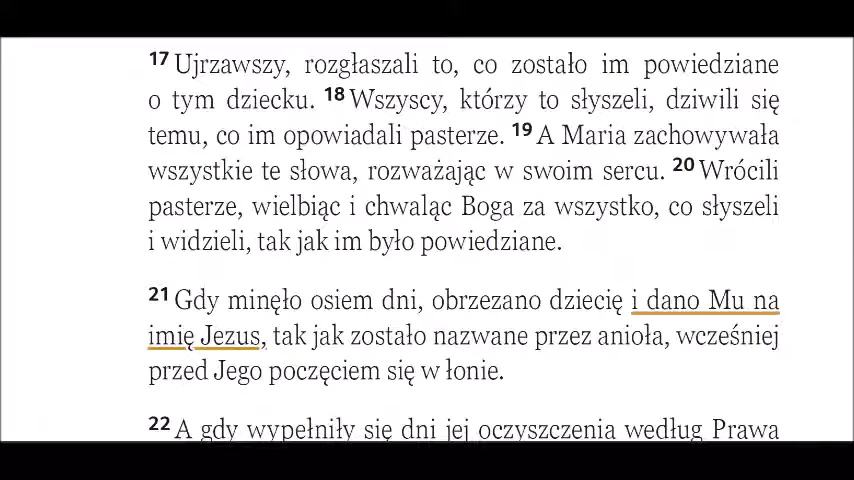 17 Ujrzawszy, rozgłaszali to, co zostało im powiedziane
o tym dziecku. 18 Wszyscy, którzy to słyszeli, dziwili się
temu, co im opowiadali pasterze. 19 A Maria zachowywała
wszystkie te słowa, rozważając w swoim sercu. 20 Wrócili
pasterze, wielbiąc i chwaląc Boga za wszystko, co słyszeli
i widzieli, tak jak im było powiedziane.
21 Gdy minęło osiem dni, obrzezano dziecię i dano Mu na
imię Jezus, tak jak zostało nazwane przez anioła, wcześniej
przed Jego poczęciem się w łonie.
22 A gdy wypełniły się dni jej oczyszczenia według Prawa